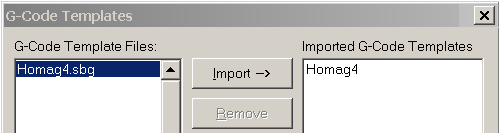 G-Code Templates
G-Code Template Files:
Imported G-Code Templates
Homag4.sbg
Import -->
Homag4
Remove